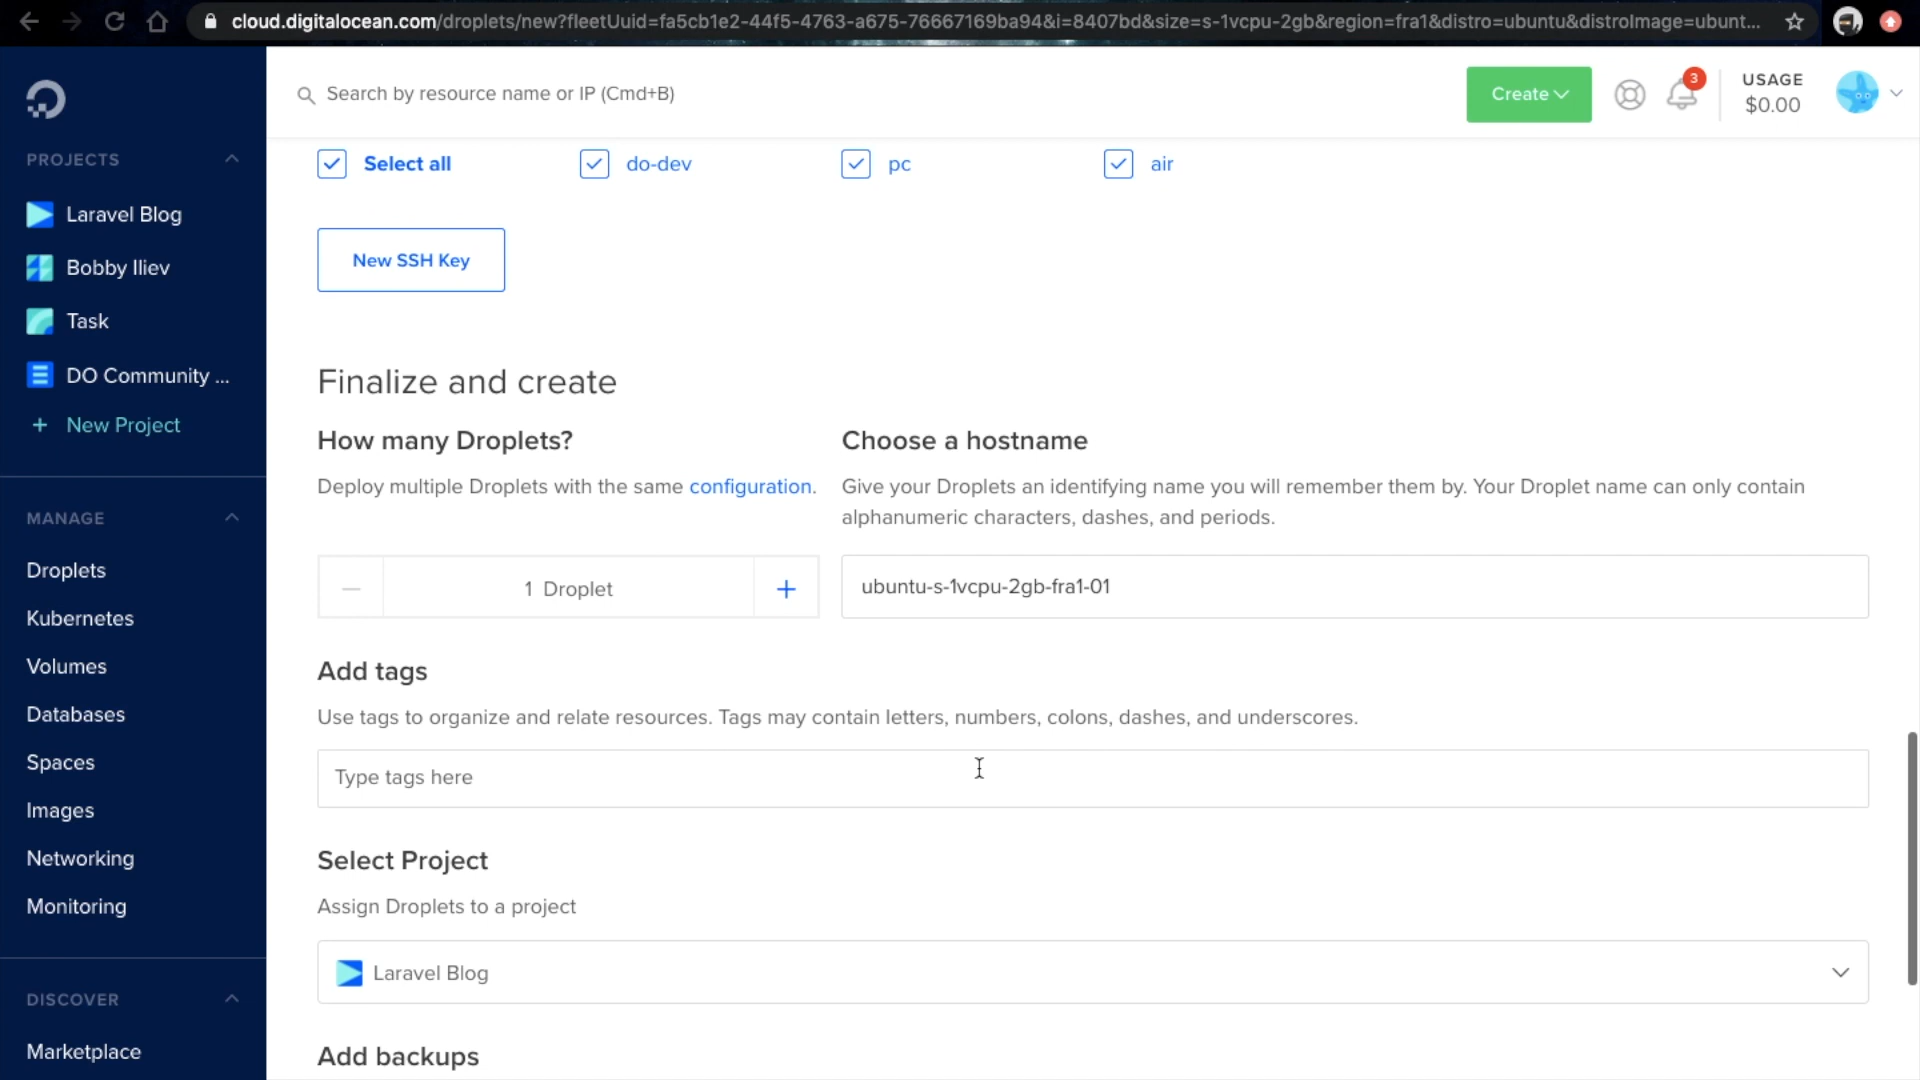 cloud.digitalocean.com/droplets/new?fleetUuid=fa5cb1e2-44f5-4763-a675-76667169ba94&i=8407bd&size=s-1vcpu-2gb&region=fra1&distro=ubuntu&distroImage=ubunt...
Search by resource name or IP (Cmd+B)
Create
3
USAGE
$0.00
PROJECTS
Laravel Blog
Bobby Iliev
Task
DO Community ...
+ New Project
MANAGE
Droplets
Kubernetes
Volumes
Databases
Spaces
Images
Networking
Monitoring
DISCOVER
Marketplace
Select all
do-dev
pc
air
New SSH Key
Finalize and create
How many Droplets?
Deploy multiple Droplets with the same configuration.
1 Droplet
Choose a hostname
Give your Droplets an identifying name you will remember them by. Your Droplet name can only contain
alphanumeric characters, dashes, and periods.
ubuntu-s-1vcpu-2gb-fra1-01
Add tags
Use tags to organize and relate resources. Tags may contain letters, numbers, colons, dashes, and underscores.
Type tags here
Select Project
Assign Droplets to a project
Laravel Blog
Add backups